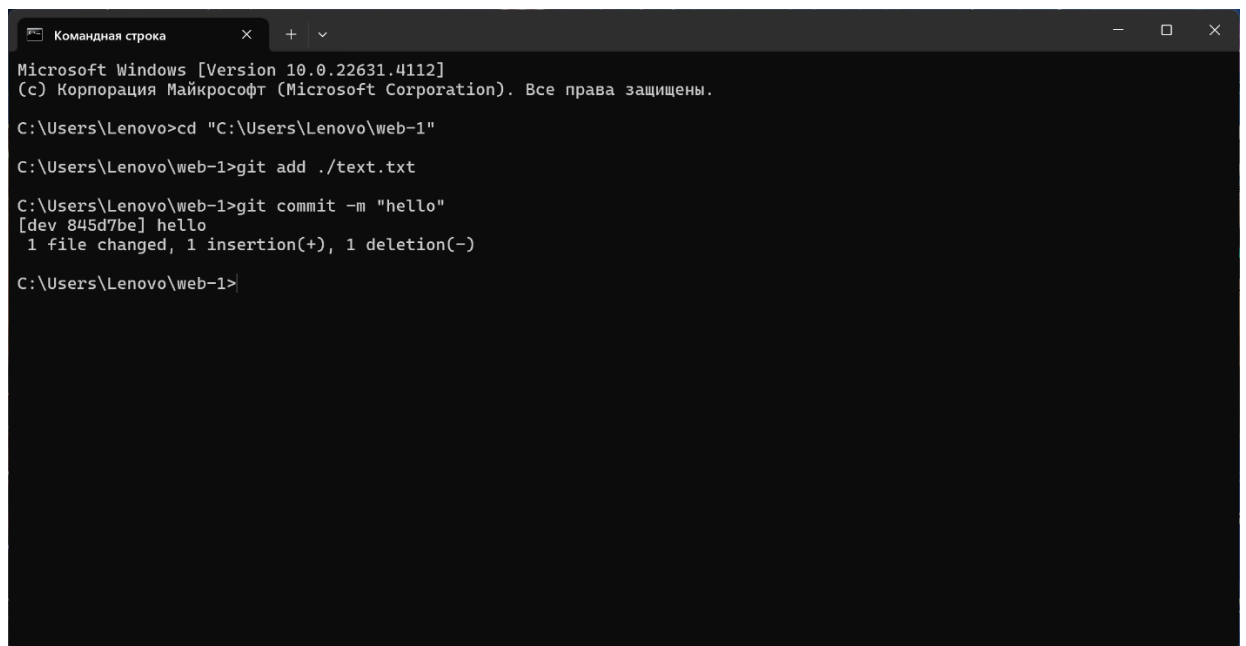 Командная строка
Microsoft Windows [Version 10.0.22631.4112]
(c) Корпорация Майкрософт (Microsoft Corporation). Все права защищены.
C:\Users\Lenovo>cd "C:\Users\Lenovo\web-1"
C:\Users\Lenovo\web-1>git add ./text.txt
C:\Users\Lenovo\web-1>git commit -m "hello"
[dev 845d7be] hello
 1 file changed, 1 insertion(+), 1 deletion(-)
C:\Users\Lenovo\web-1>